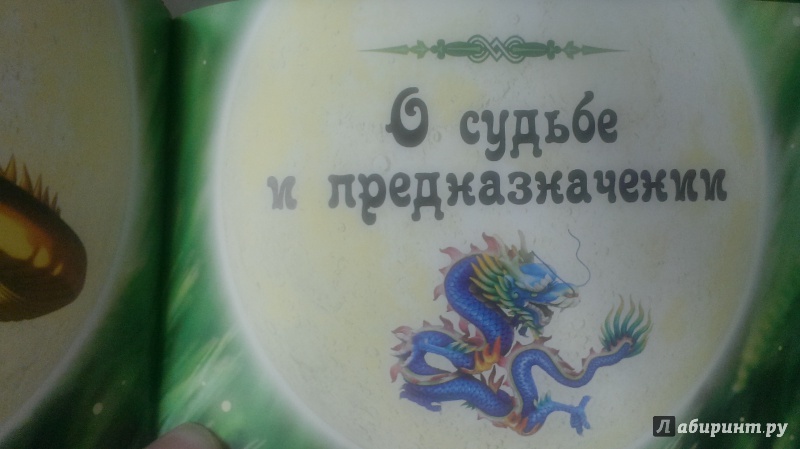 О судьбе
и предназначении
Лабиринт.ру